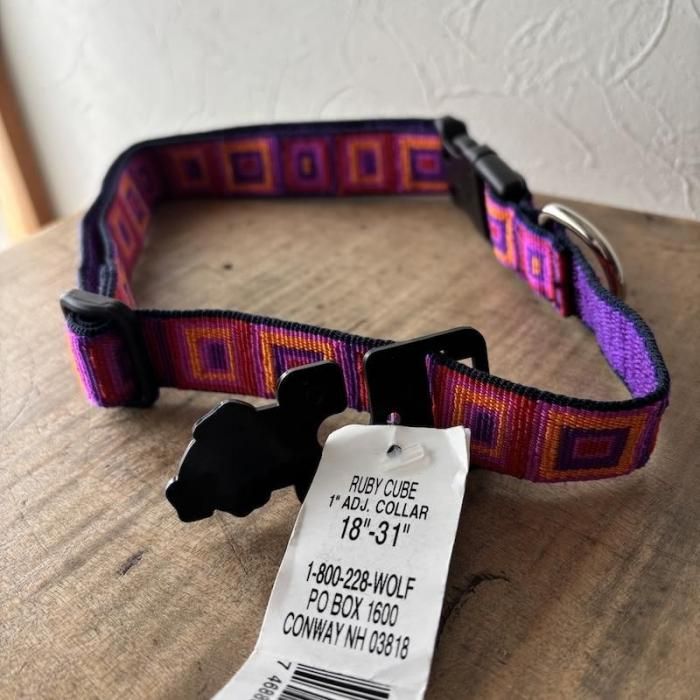 RUBY CUBE
1" ADJ. COLLAR
18"-31"
1-800-228-WOLF
PO BOX 1600
CONWAY NH 03818